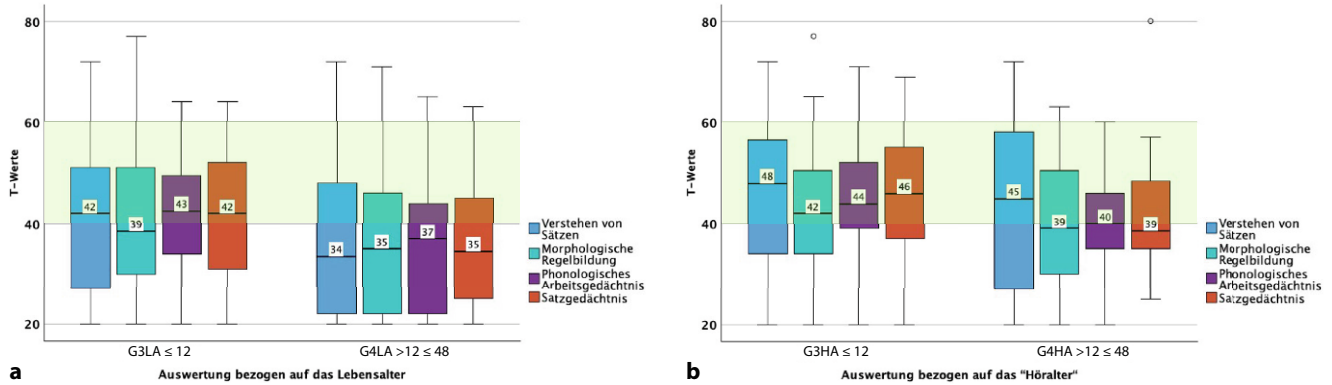 80
60
40
20
T-Werte
42
39
43
42
34
35
37
35
Verstehen von
Sätzen
Morphologische
Regelbildung
Phonologisches
Arbeitsgedächtnis
Satzgedächtnis
G3LA ≤ 12
G4LA >12 ≤ 48
a
Auswertung bezogen auf das Lebensalter
80
60
40
20
T-Werte
48
42
44
46
45
39
40
39
Verstehen von
Sätzen
Morphologische
Regelbildung
Phonologisches
Arbeitsgedächtnis
Satzgedächtnis
G3HA ≤ 12
G4HA >12 ≤ 48
b
Auswertung bezogen auf das "Höralter"